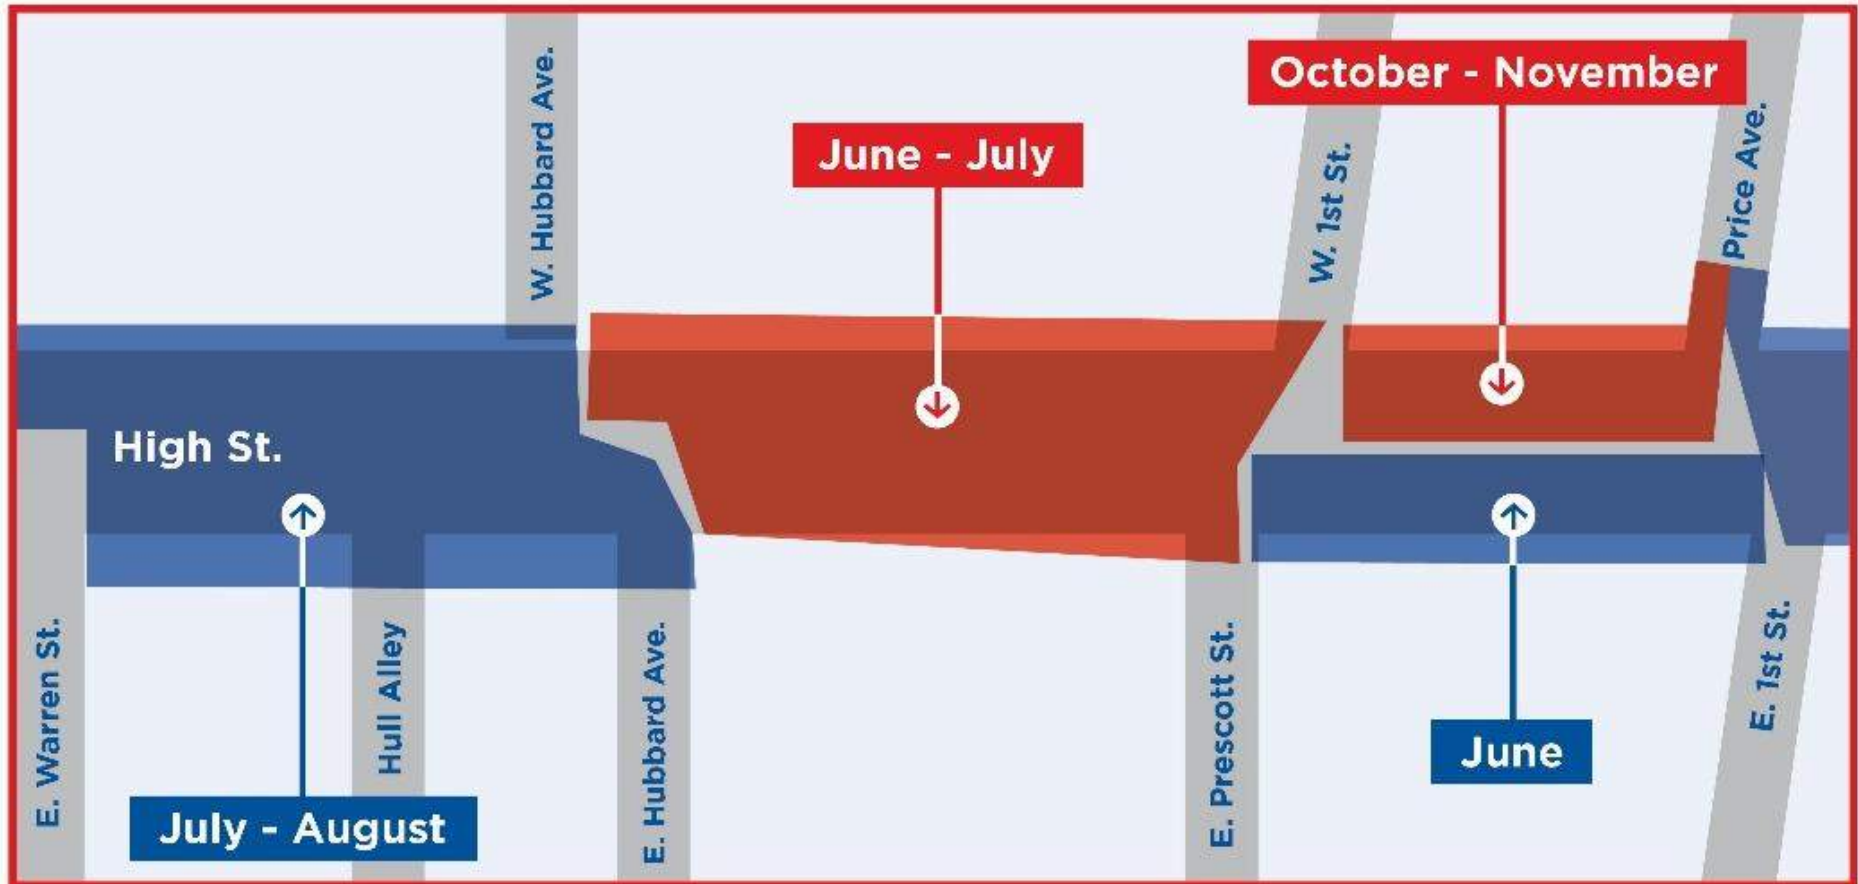 W. Hubbard Ave.
June - July
October - November
W. 1st St.
Price Ave.
High St.
E. Warren St.
July - August
Hull Alley
E. Hubbard Ave.
E. Prescott St.
June
E. 1st St.